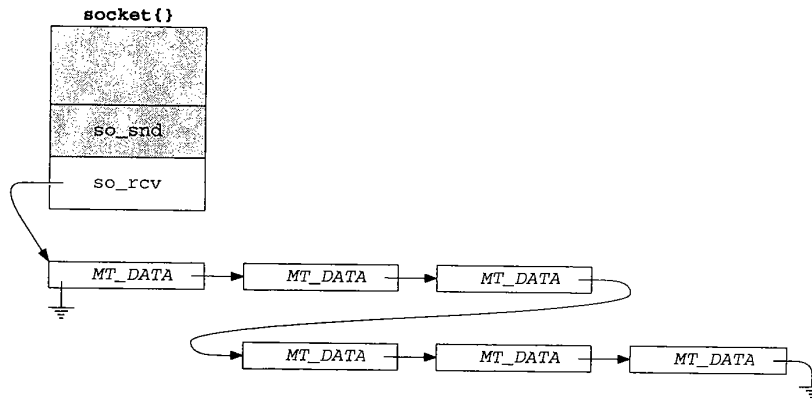 socket{}
so_snd
so_rcv
MT_DATA MT_DATA MT_DATA
MT_DATA MT_DATA MT_DATA